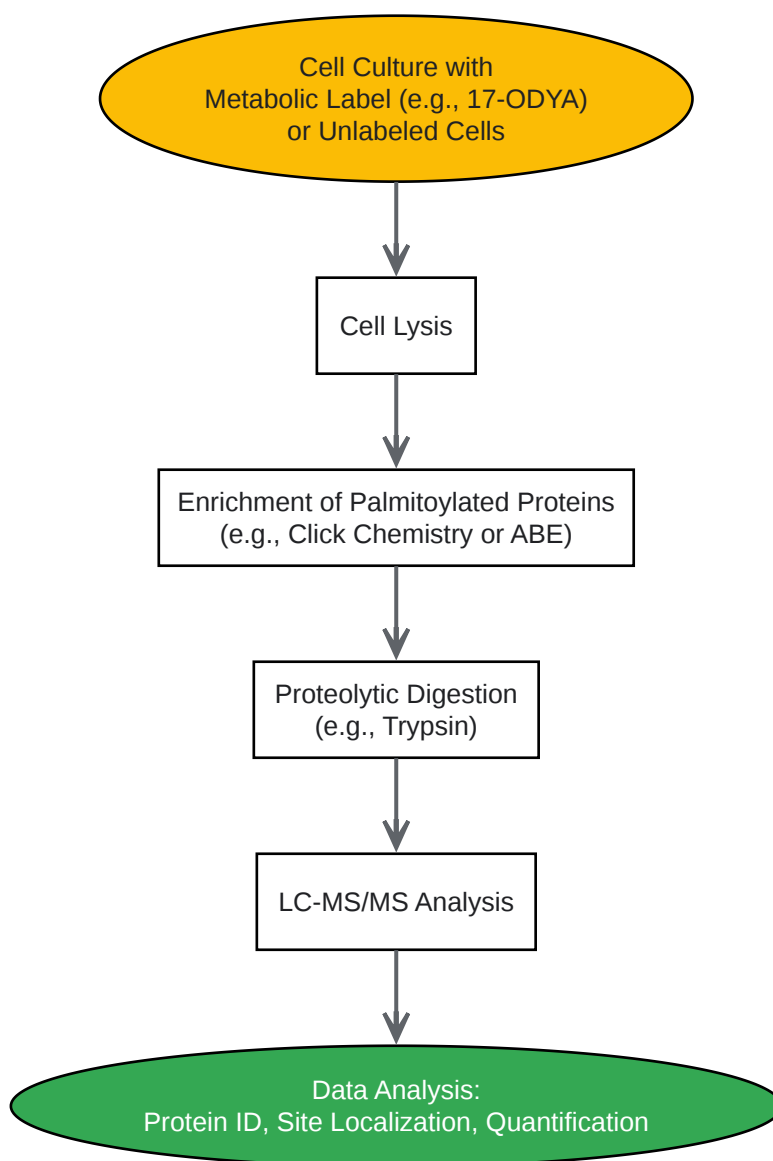 Cell Culture with
Metabolic Label (e.g., 17-ODYA)
or Unlabeled Cells
Cell Lysis
Enrichment of Palmitoylated Proteins
(e.g., Click Chemistry or ABE)
Proteolytic Digestion
(e.g., Trypsin)
LC-MS/MS Analysis
Data Analysis:
Protein ID, Site Localization, Quantification